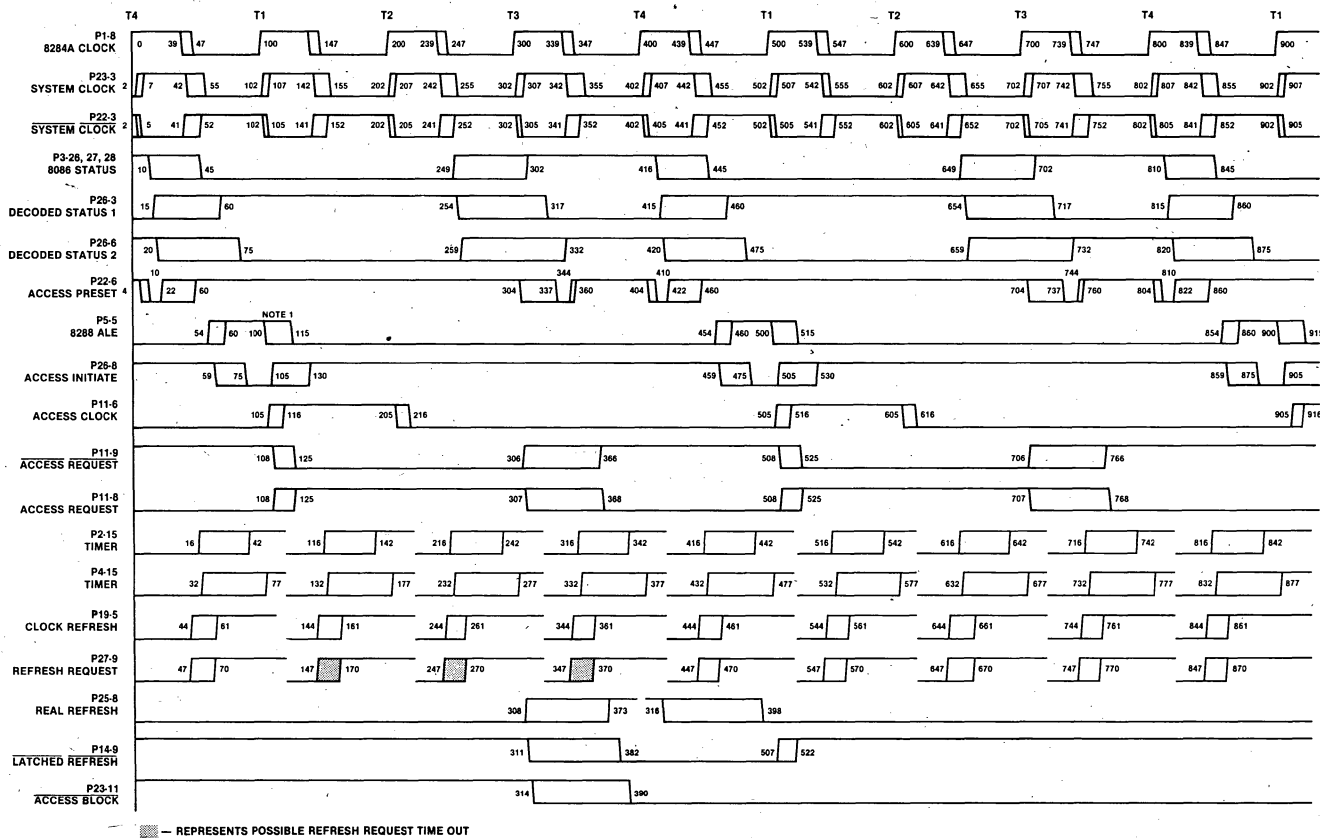 T4 T1 T2 T3 T4 T1 T2 T3 T4 T1
P1-8
8284A CLOCK
0 39 47 100 147 200 239 247 300 339 347 400 439 447 500 539 547 600 639 647 700 739 747 800 839 847 900
P23-3
SYSTEM CLOCK
2 7 42 55 102 107 142 155 202 207 242 255 302 307 342 355 402 407 442 455 502 507 542 555 602 607 642 655 702 707 742 755 802 807 842 855 902 907
P22-3
SYSTEM CLOCK
2 5 41 52 102 105 141 152 202 205 241 252 302 305 341 352 402 405 441 452 502 505 541 552 602 605 641 652 702 705 741 752 802 805 841 852 902 905
P3-26, 27, 28
8086 STATUS
10 45 249 302 416 445 649 702 810 845
P26-3
DECODED STATUS 1
15 60 254 317 415 460 654 717 815 860
P26-6
DECODED STATUS 2
20 75 259 332 420 475 659 732 820 875
10 344 410 744 810
P22-6
ACCESS PRESET
4 22 60 304 337 360 404 422 460 704 737 760 804 822 860
NOTE 1
P5-5
8288 ALE
54 60 100 115 454 460 500 515 854 860 900 915
P26-8
ACCESS INITIATE
59 75 105 130 459 475 505 530 859 875 905
P11-6
ACCESS CLOCK
105 116 205 216 505 516 605 616 905 916
P11-9
ACCESS REQUEST
108 125 306 366 508 525 706 766
P11-8
ACCESS REQUEST
108 125 307 368 508 525 707 768
P2-15
TIMER
16 42 116 142 216 242 316 342 416 442 516 542 616 642 716 742 816 842
P4-15
TIMER
32 77 132 177 232 277 332 377 432 477 532 577 632 677 732 777 832 877
P19-5
CLOCK REFRESH
44 61 144 161 244 261 344 361 444 461 544 561 644 661 744 761 844 861
P27-9
REFRESH REQUEST
47 70 147 170 247 270 347 370 447 470 547 570 647 670 747 770 847 870
P25-8
REAL REFRESH
308 373 316 398
P14-9
LATCHED REFRESH
311 382 507 522
P23-11
ACCESS BLOCK
314 390
— REPRESENTS POSSIBLE REFRESH REQUEST TIME OUT